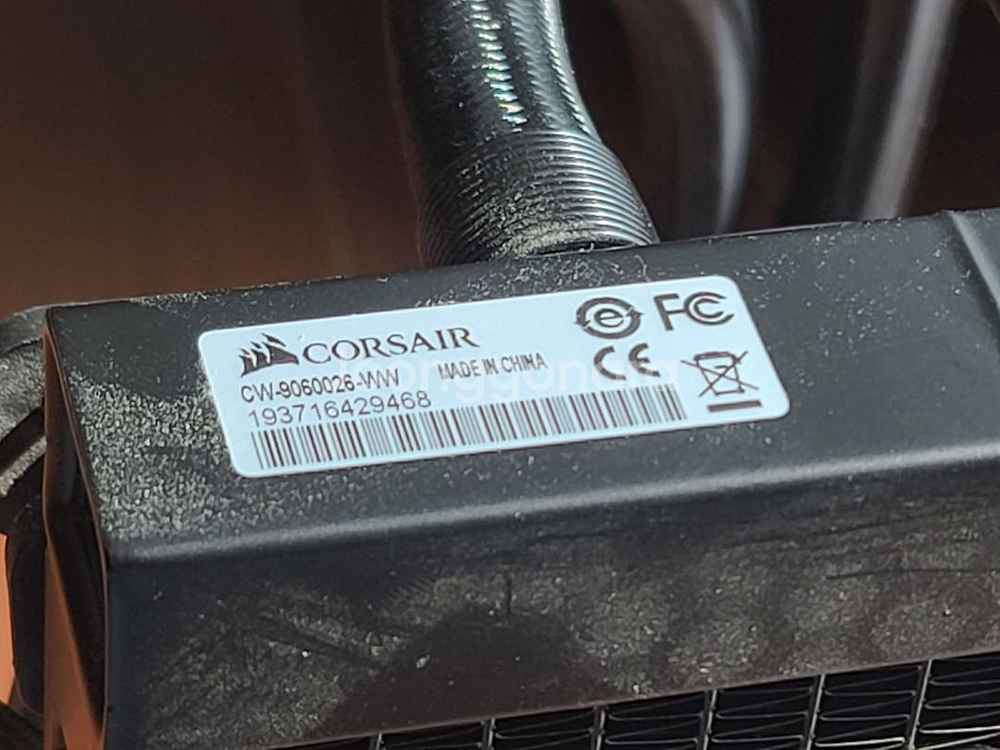 CORSAIR
FC
CW-9060026-WW MADE IN CHINA
CE
193716429468